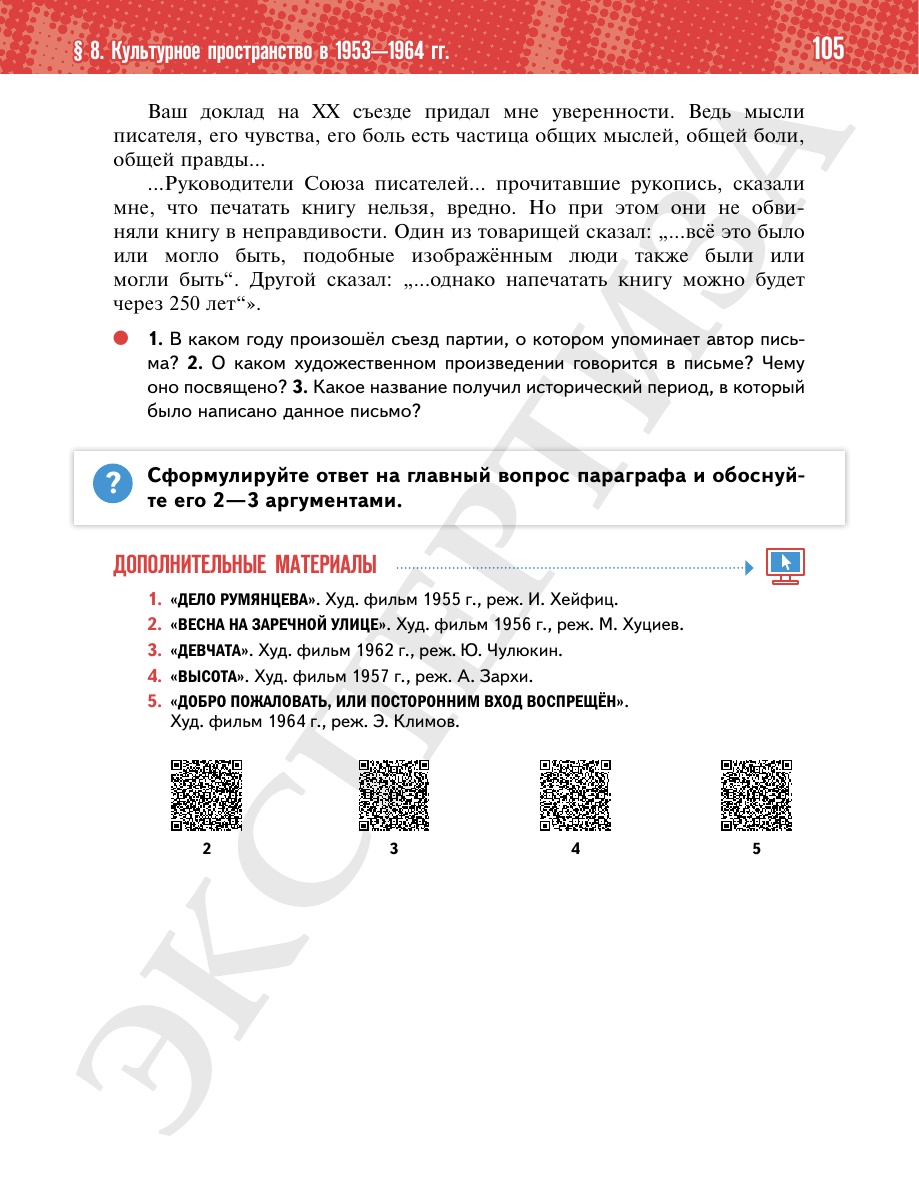 § 8. Культурное пространство в 1953—1964 гг.
105
Ваш доклад на XX съезде придал мне уверенности. Ведь мысли
писателя, его чувства, его боль есть частица общих мыслей, общей боли,
общей правды...
...Руководители Союза писателей... прочитавшие рукопись, сказали
мне, что печатать книгу нельзя, вредно. Но при этом они не обви-
няли книгу в неправдивости. Один из товарищей сказал: „...всё это было
или могло быть, подобные изображённым люди также были или
могли быть“. Другой сказал: „...однако напечатать книгу можно будет
через 250 лет“».
1. В каком году произошёл съезд партии, о котором упоминает автор пись-
ма? 2. О каком художественном произведении говорится в письме? Чему
оно посвящено? 3. Какое название получил исторический период, в который
было написано данное письмо?
?
Сформулируйте ответ на главный вопрос параграфа и обоснуй-
те его 2—3 аргументами.
ДОПОЛНИТЕЛЬНЫЕ МАТЕРИАЛЫ
1. «ДЕЛО РУМЯНЦЕВА». Худ. фильм 1955 г., реж. И. Хейфиц.
2. «ВЕСНА НА ЗАРЕЧНОЙ УЛИЦЕ». Худ. фильм 1956 г., реж. М. Хуциев.
3. «ДЕВЧАТА». Худ. фильм 1962 г., реж. Ю. Чулюкин.
4. «ВЫСОТА». Худ. фильм 1957 г., реж. А. Зархи.
5. «ДОБРО ПОЖАЛОВАТЬ, ИЛИ ПОСТОРОННИМ ВХОД ВОСПРЕЩЁН».
Худ. фильм 1964 г., реж. Э. Климов.
2
3
4
5
ЭКСПЕРТИЗА